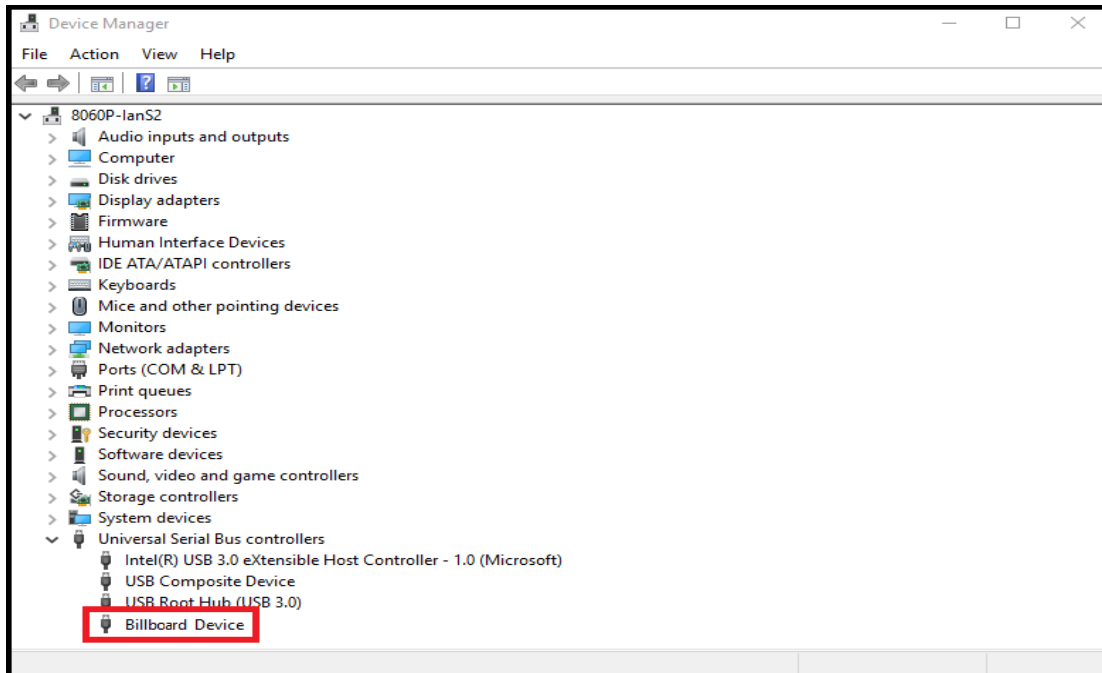 Device Manager
File Action View Help
8060P-IanS2
Audio inputs and outputs
Computer
Disk drives
Display adapters
Firmware
Human Interface Devices
IDE ATA/ATAPI controllers
Keyboards
Mice and other pointing devices
Monitors
Network adapters
Ports (COM & LPT)
Print queues
Processors
Security devices
Software devices
Sound, video and game controllers
Storage controllers
System devices
Universal Serial Bus controllers
Intel(R) USB 3.0 eXtensible Host Controller - 1.0 (Microsoft)
USB Composite Device
USB Root Hub (USB 3.0)
Billboard Device